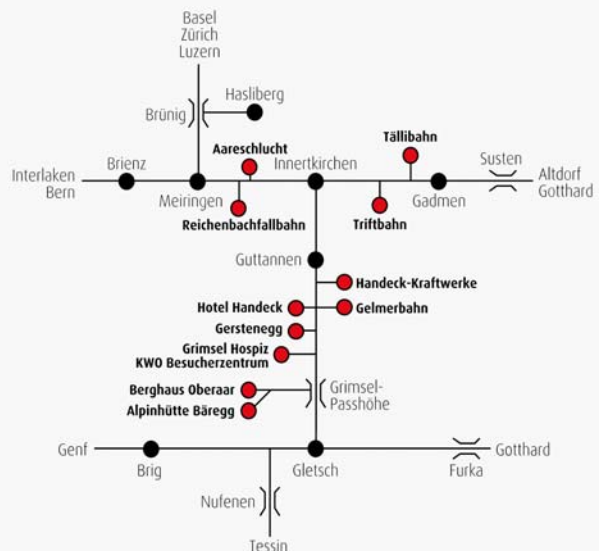 Basel
Zürich
Luzern
Hasliberg
Brünig
Aareschlucht
Tällibahn
Brienz
Innertkirchen
Susten
Interlaken
Bern
Altdorf
Gotthard
Meiringen
Gadmen
Reichenbachfallbahn
Triftbahn
Guttannen
Handeck-Kraftwerke
Hotel Handeck
Gelmerbahn
Gerstenegg
Grimsel Hospiz
KWO Besucherzentrum
Berghaus Oberaar
Grimsel-
Passhöhe
Alpinhütte Bäregg
Genf
Gotthard
Brig
Gletsch
Furka
Nufenen
Tessin